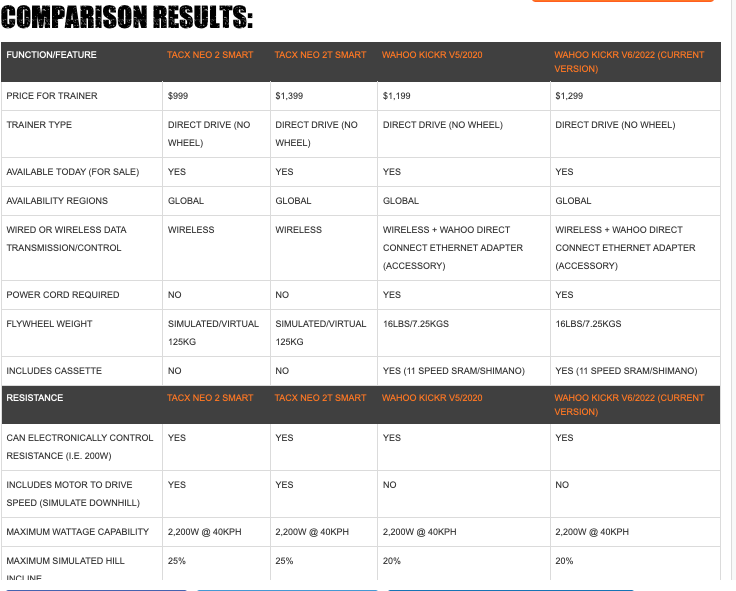 COMPARISON RESULTS:
FUNCTION/FEATURE TACX NEO 2 SMART TACX NEO 2T SMART WAHOO KICKR V5/2020 WAHOO KICKR V6/2022 (CURRENT
VERSION)
PRICE FOR TRAINER $999 $1,399 $1,199 $1,299
TRAINER TYPE DIRECT DRIVE (NO DIRECT DRIVE (NO DIRECT DRIVE (NO WHEEL) DIRECT DRIVE (NO WHEEL)
WHEEL) WHEEL)
AVAILABLE TODAY (FOR SALE) YES YES YES YES
AVAILABILITY REGIONS GLOBAL GLOBAL GLOBAL GLOBAL
WIRED OR WIRELESS DATA WIRELESS WIRELESS WIRELESS + WAHOO DIRECT WIRELESS + WAHOO DIRECT
TRANSMISSION/CONTROL CONNECT ETHERNET ADAPTER CONNECT ETHERNET ADAPTER
(ACCESSORY) (ACCESSORY)
POWER CORD REQUIRED NO NO YES YES
FLYWHEEL WEIGHT SIMULATED/VIRTUAL SIMULATED/VIRTUAL 16LBS/7.25KGS 16LBS/7.25KGS
125KG 125KG
INCLUDES CASSETTE NO NO YES (11 SPEED SRAM/SHIMANO) YES (11 SPEED SRAM/SHIMANO)
RESISTANCE TACX NEO 2 SMART TACX NEO 2T SMART WAHOO KICKR V5/2020 WAHOO KICKR V6/2022 (CURRENT
VERSION)
CAN ELECTRONICALLY CONTROL YES YES YES YES
RESISTANCE (I.E. 200W)
INCLUDES MOTOR TO DRIVE YES YES NO NO
SPEED (SIMULATE DOWNHILL)
MAXIMUM WATTAGE CAPABILITY 2,200W @ 40KPH 2,200W @ 40KPH 2,200W @ 40KPH 2,200W @ 40KPH
MAXIMUM SIMULATED HILL 25% 25% 20% 20%
INCLINE